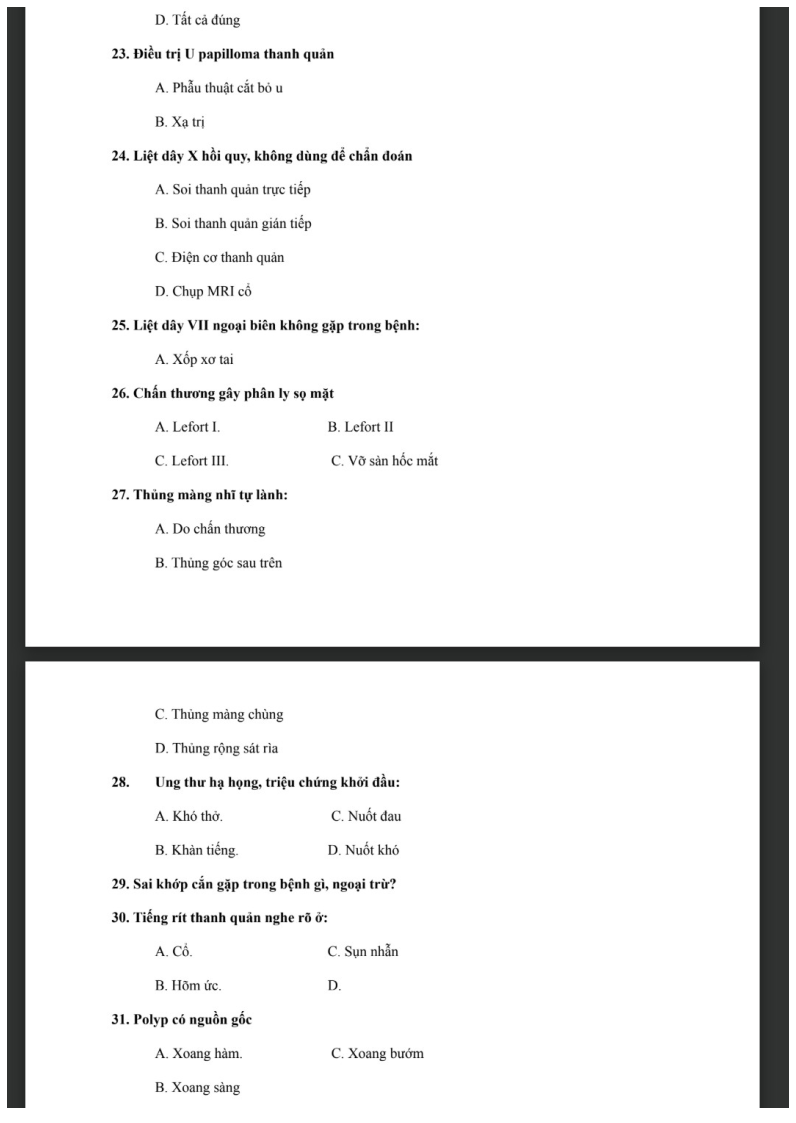 D. Tất cả đúng
23. Điều trị U papilloma thanh quản
A. Phẫu thuật cắt bỏ u
B. Xạ trị
24. Liệt dây X hồi quy, không dùng để chẩn đoán
A. Soi thanh quản trực tiếp
B. Soi thanh quản gián tiếp
C. Điện cơ thanh quản
D. Chụp MRI cổ
25. Liệt dây VII ngoại biên không gặp trong bệnh:
A. Xốp xơ tai
26. Chấn thương gây phân ly sọ mặt
A. Lefort I. B. Lefort II
C. Lefort III. C. Vỡ sàn hốc mắt
27. Thủng màng nhĩ tự lành:
A. Do chấn thương
B. Thủng góc sau trên
C. Thủng màng chùng
D. Thủng rộng sát rìa
28. Ung thư hạ họng, triệu chứng khởi đầu:
A. Khó thở. C. Nuốt đau
B. Khàn tiếng. D. Nuốt khó
29. Sai khớp cắn gặp trong bệnh gì, ngoại trừ?
30. Tiếng rít thanh quản nghe rõ ở:
A. Cổ. C. Sụn nhẫn
B. Hõm ức. D.
31. Polyp có nguồn gốc
A. Xoang hàm. C. Xoang bướm
B. Xoang sàng